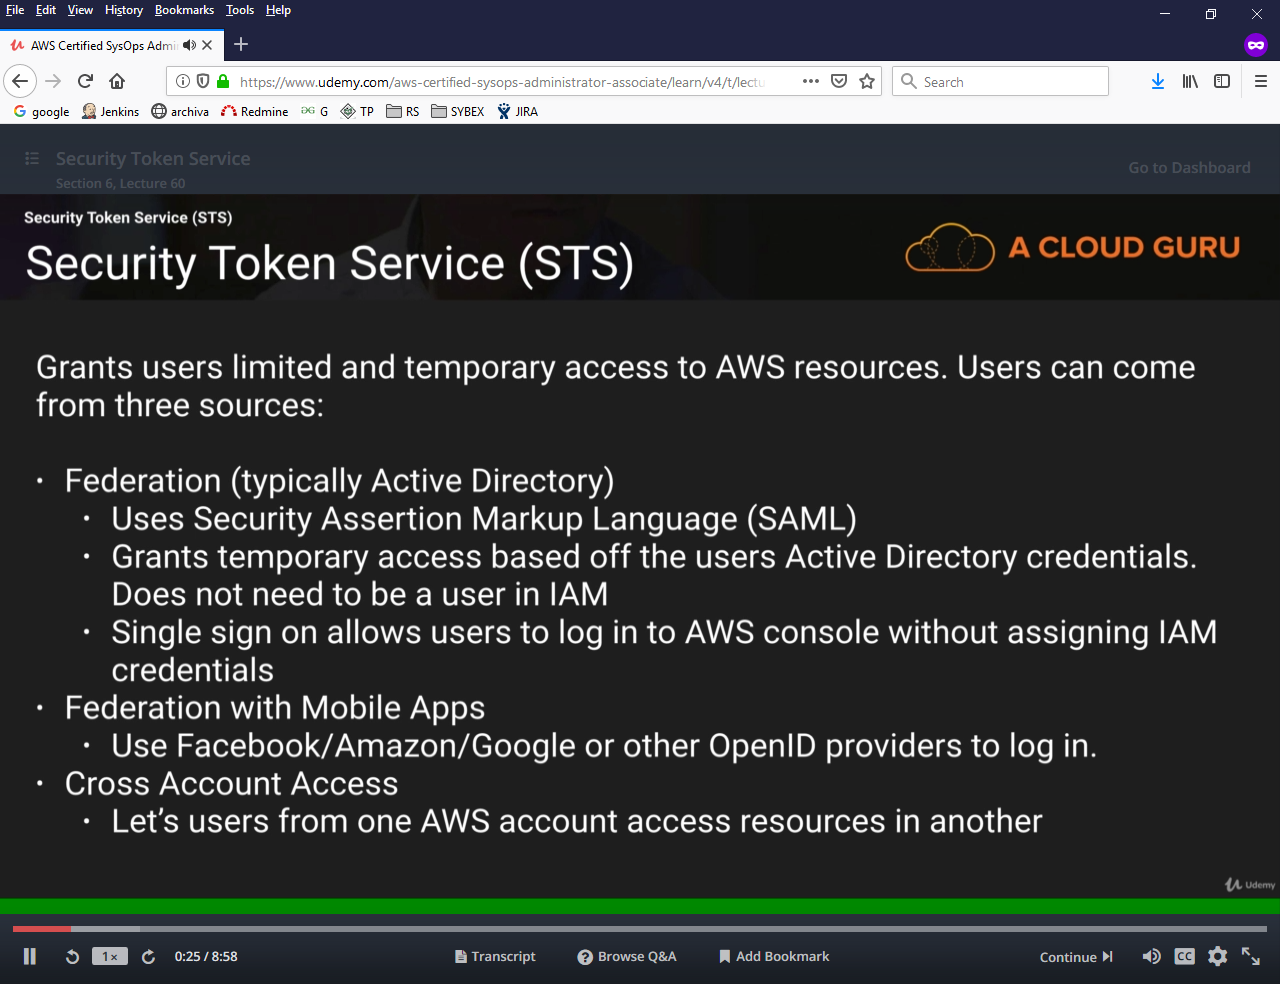 File Edit View History Bookmarks Tools Help
AWS Certified SysOps Admi
https://www.udemy.com/aws-certified-sysops-administrator-associate/learn/v4/t/lectu
Search
google Jenkins archiva Redmine G TP RS SYBEX JIRA
Security Token Service
Section 6, Lecture 60
Go to Dashboard
Security Token Service (STS)
Security Token Service (STS)
A CLOUD GURU
Grants users limited and temporary access to AWS resources. Users can come
from three sources:
• Federation (typically Active Directory)
• Uses Security Assertion Markup Language (SAML)
• Grants temporary access based off the users Active Directory credentials.
Does not need to be a user in IAM
• Single sign on allows users to log in to AWS console without assigning IAM
credentials
• Federation with Mobile Apps
• Use Facebook/Amazon/Google or other OpenID providers to log in.
• Cross Account Access
• Let’s users from one AWS account access resources in another
Udemy
1× 0:25 / 8:58 Transcript ? Browse Q&A Add Bookmark Continue CC